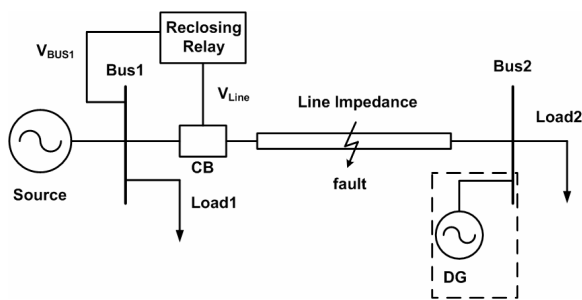 Reclosing
Relay
VBUS1
Bus1
VLine
Bus2
Line Impedance
Load2
CB
fault
Source
Load1
DG